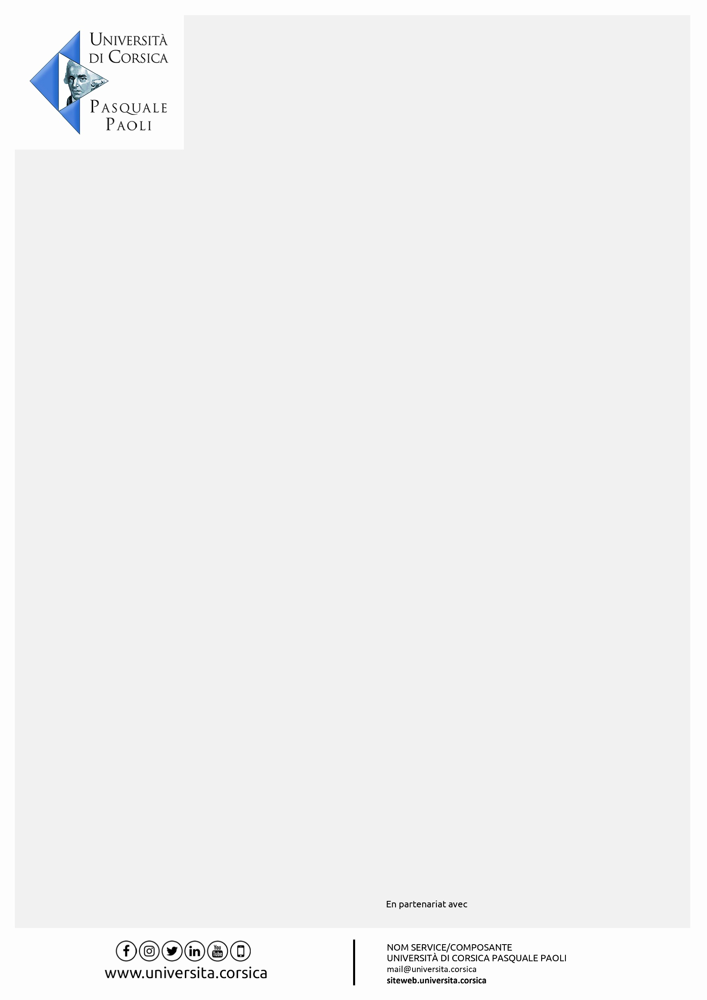 UNIVERSITÀ
DI CORSICA
PASQUALE
PAOLI
En partenariat avec
You
Tube
www.universita.corsica
NOM SERVICE/COMPOSANTE
UNIVERSITÀ DI CORSICA PASQUALE PAOLI
mail@universita.corsica
siteweb.universita.corsica